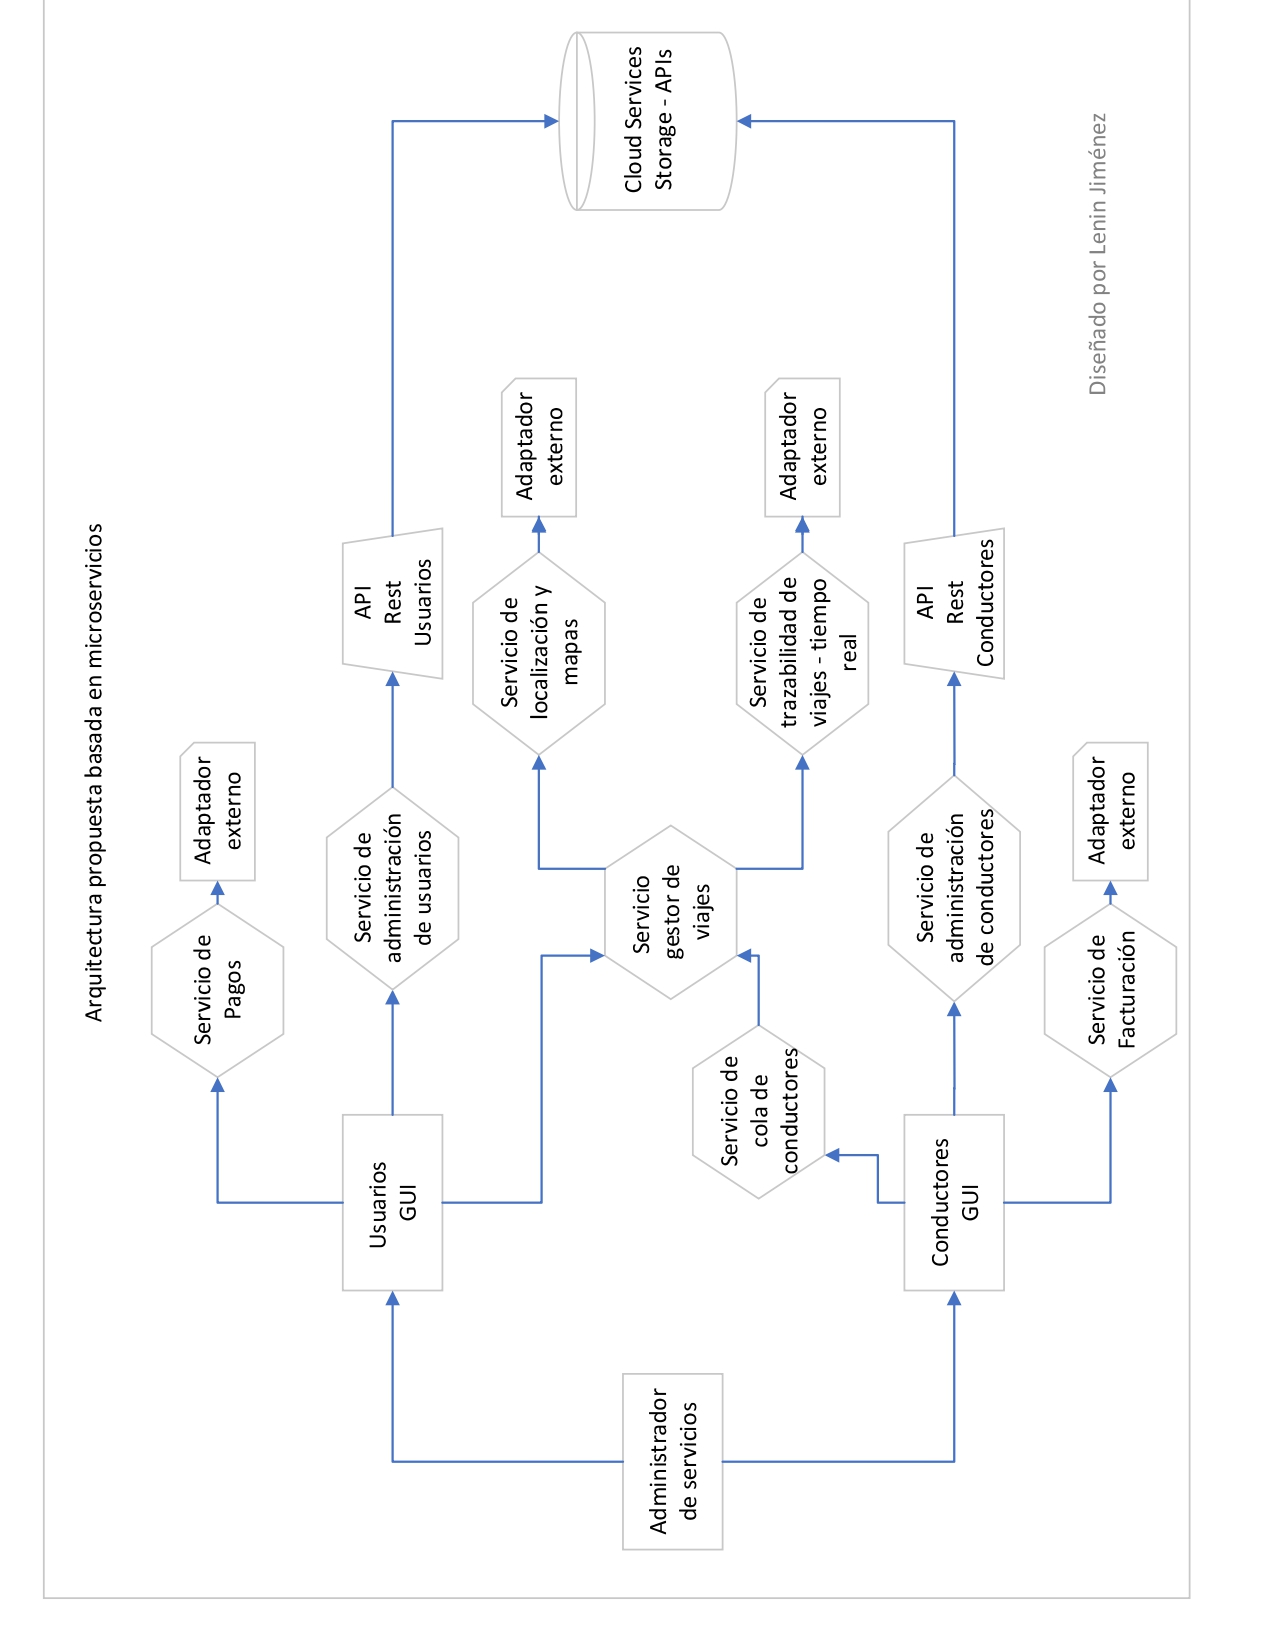 Arquitectura propuesta basada en microservicios
Servicio de
Pagos
Adaptador
externo
Usuarios
GUI
Servicio de
administración
de usuarios
API
Rest
Usuarios
Servicio de
localización y
mapas
Adaptador
externo
Administrador
de servicios
Servicio
gestor de
viajes
Cloud Services
Storage - APIs
Servicio de
cola de
conductores
Servicio de
trazabilidad de
viajes - tiempo
real
Adaptador
externo
Conductores
GUI
Servicio de
administración
de conductores
API
Rest
Conductores
Servicio de
Facturación
Adaptador
externo
Diseñado por Lenin Jiménez